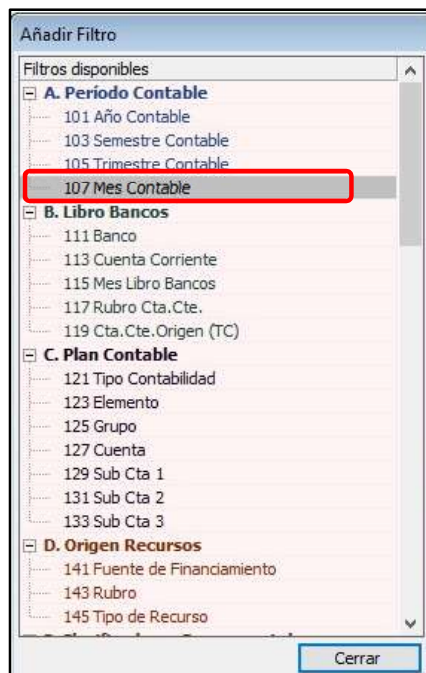 Añadir Filtro
Filtros disponibles
A. Período Contable
101 Año Contable
103 Semestre Contable
105 Trimestre Contable
107 Mes Contable
B. Libro Bancos
111 Banco
113 Cuenta Corriente
115 Mes Libro Bancos
117 Rubro Cta.Cte.
119 Cta.Cte.Origen (TC)
C. Plan Contable
121 Tipo Contabilidad
123 Elemento
125 Grupo
127 Cuenta
129 Sub Cta 1
131 Sub Cta 2
133 Sub Cta 3
D. Origen Recursos
141 Fuente de Financiamiento
143 Rubro
145 Tipo de Recurso
Cerrar